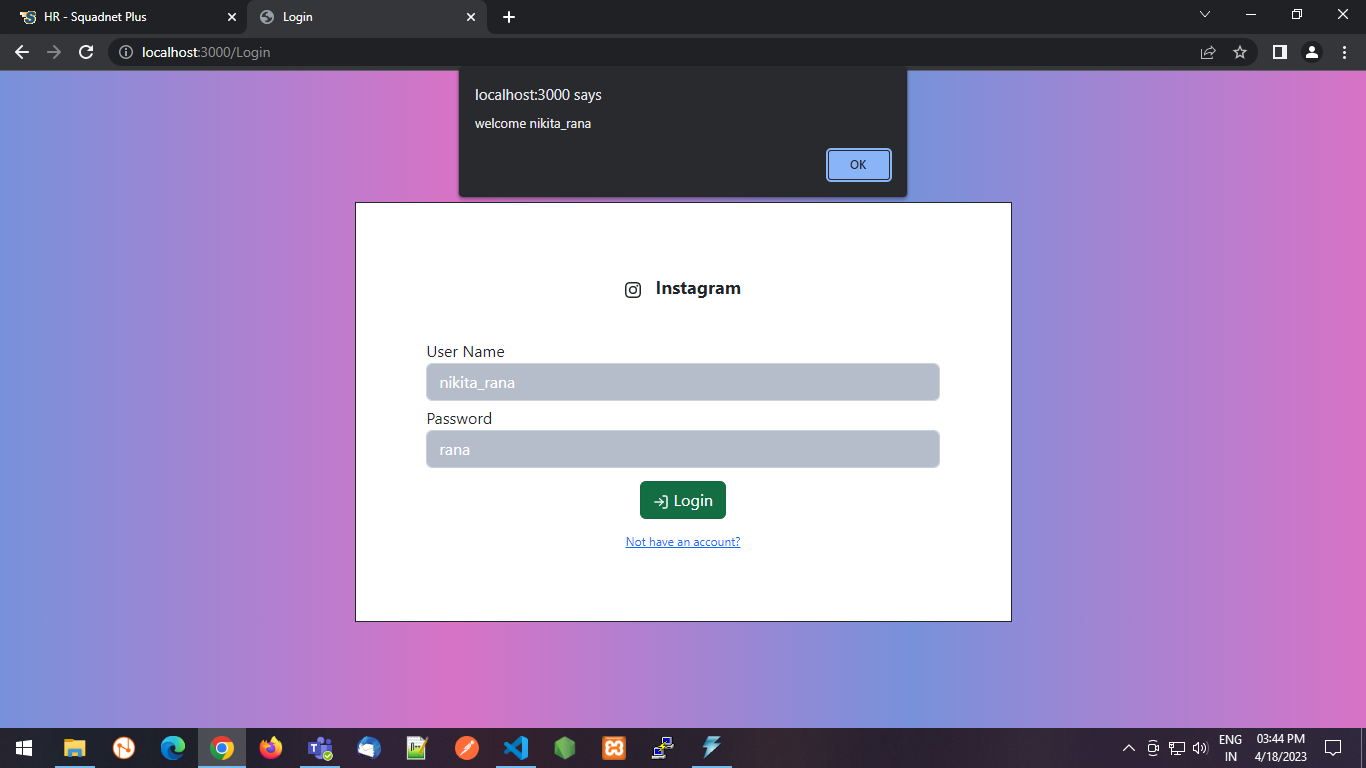 HR - Squadnet Plus
Login
localhost:3000/Login
localhost:3000 says
welcome nikita_rana
OK
Instagram
User Name
nikita_rana
Password
rana
Login
Not have an account?
ENG
IN
03:44 PM
4/18/2023